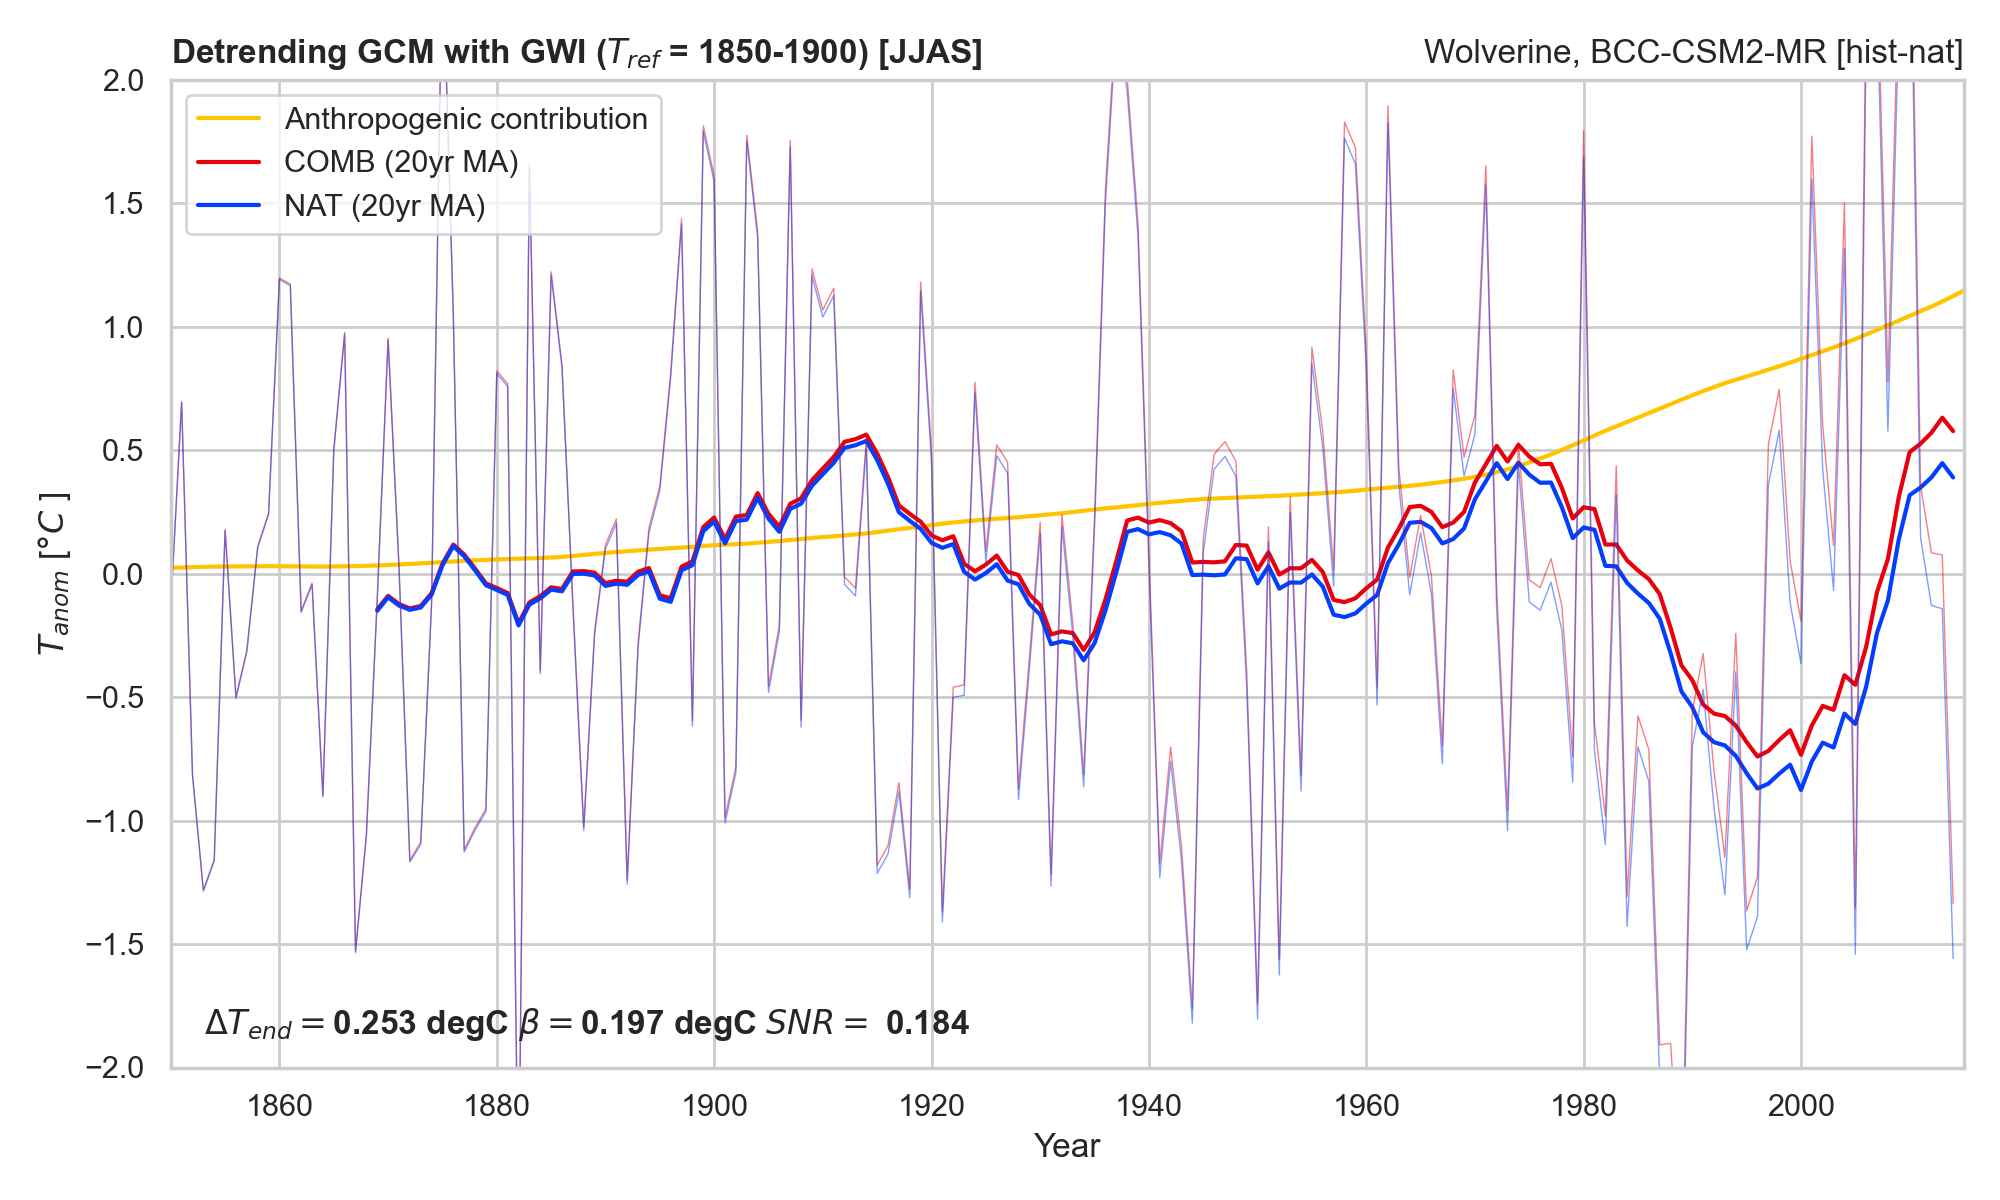 Detrending GCM with GWI (T_ref = 1850-1900) [JJAS]
Wolverine, BCC-CSM2-MR [hist-nat]
Anthropogenic contribution
COMB (20yr MA)
NAT (20yr MA)
2.0
1.5
1.0
0.5
0.0
−0.5
−1.0
−1.5
−2.0
T_anom [°C ]
ΔT_end = 0.253 degC β = 0.197 degC SNR = 0.184
1860 1880 1900 1920 1940 1960 1980 2000
Year